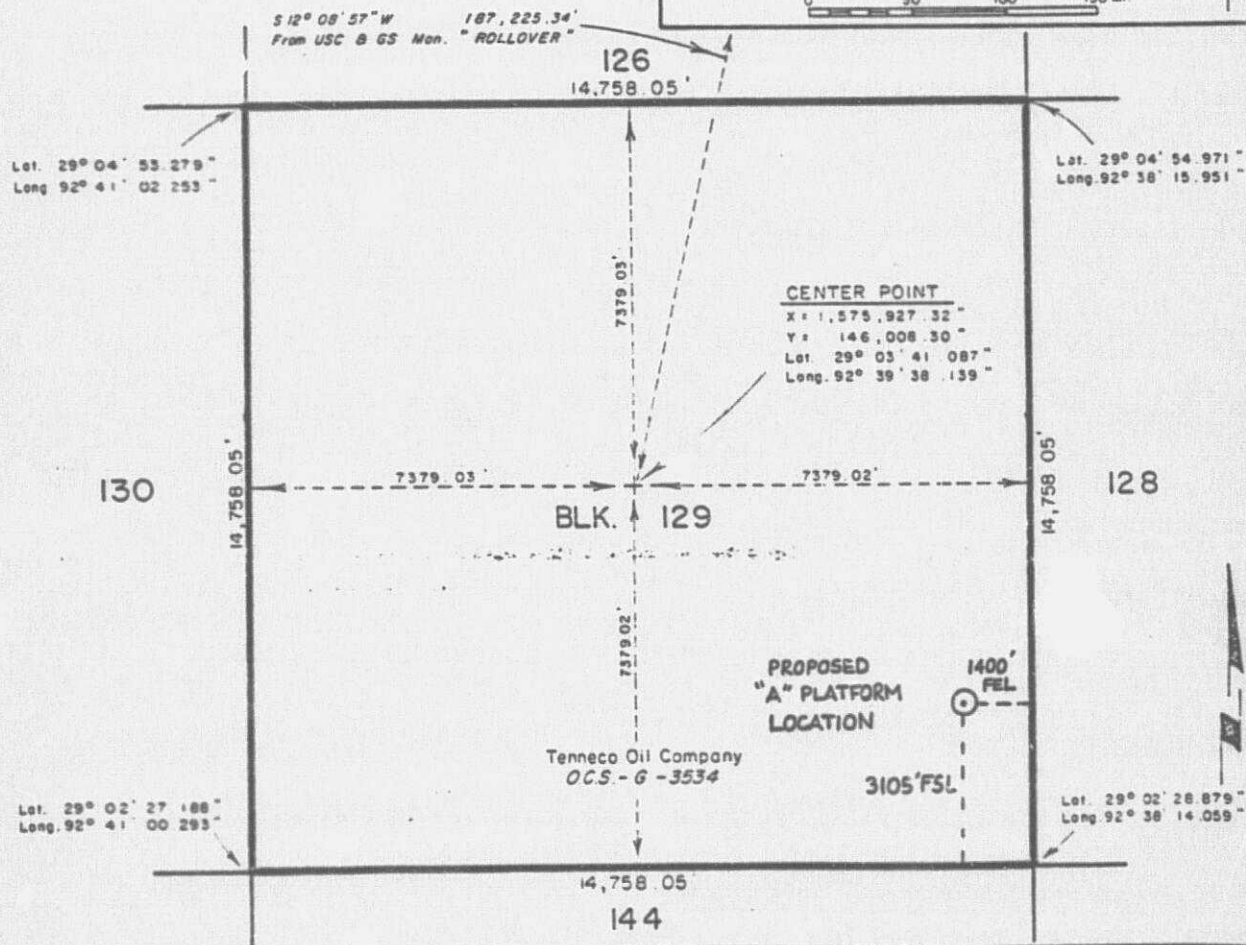 S 12° 08' 57" W 187,225.34'
From USC & GS Mon. "ROLLOVER"
126
14,758.05'
Lat. 29° 04' 53.279"
Long 92° 41' 02 253"
Lat. 29° 04' 54.971"
Long. 92° 38' 15.951"
7379.03'
CENTER POINT
X = 1,575,927.32"
Y = 146,008.30"
Lat. 29° 03' 41 .087"
Long. 92° 39' 38 .139"
130
14,758 05'
7379.03'
7379.02'
14,758 05'
128
BLK. 129
7379.02'
PROPOSED
"A" PLATFORM
LOCATION
1400'
FEL
Tenneco Oil Company
O.C.S.- G -3534
3105' FSL
Lat. 29° 02' 27 .188"
Long. 92° 41' 00.293"
Lat. 29° 02' 28.879"
Long. 92° 38' 14.059"
14,758.05'
144